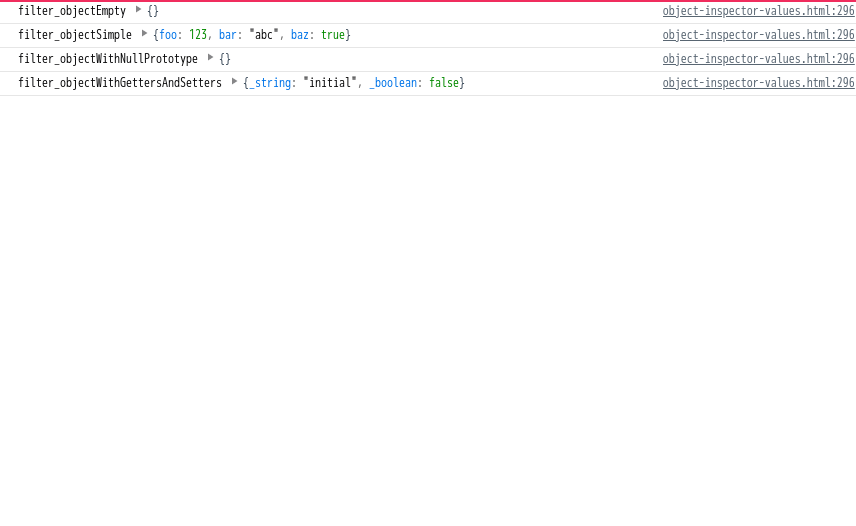 filter_objectEmpty ▶ {} object-inspector-values.html:296
filter_objectSimple ▶ {foo: 123, bar: "abc", baz: true} object-inspector-values.html:296
filter_objectWithNullPrototype ▶ {} object-inspector-values.html:296
filter_objectWithGettersAndSetters ▶ {_string: "initial", _boolean: false} object-inspector-values.html:296